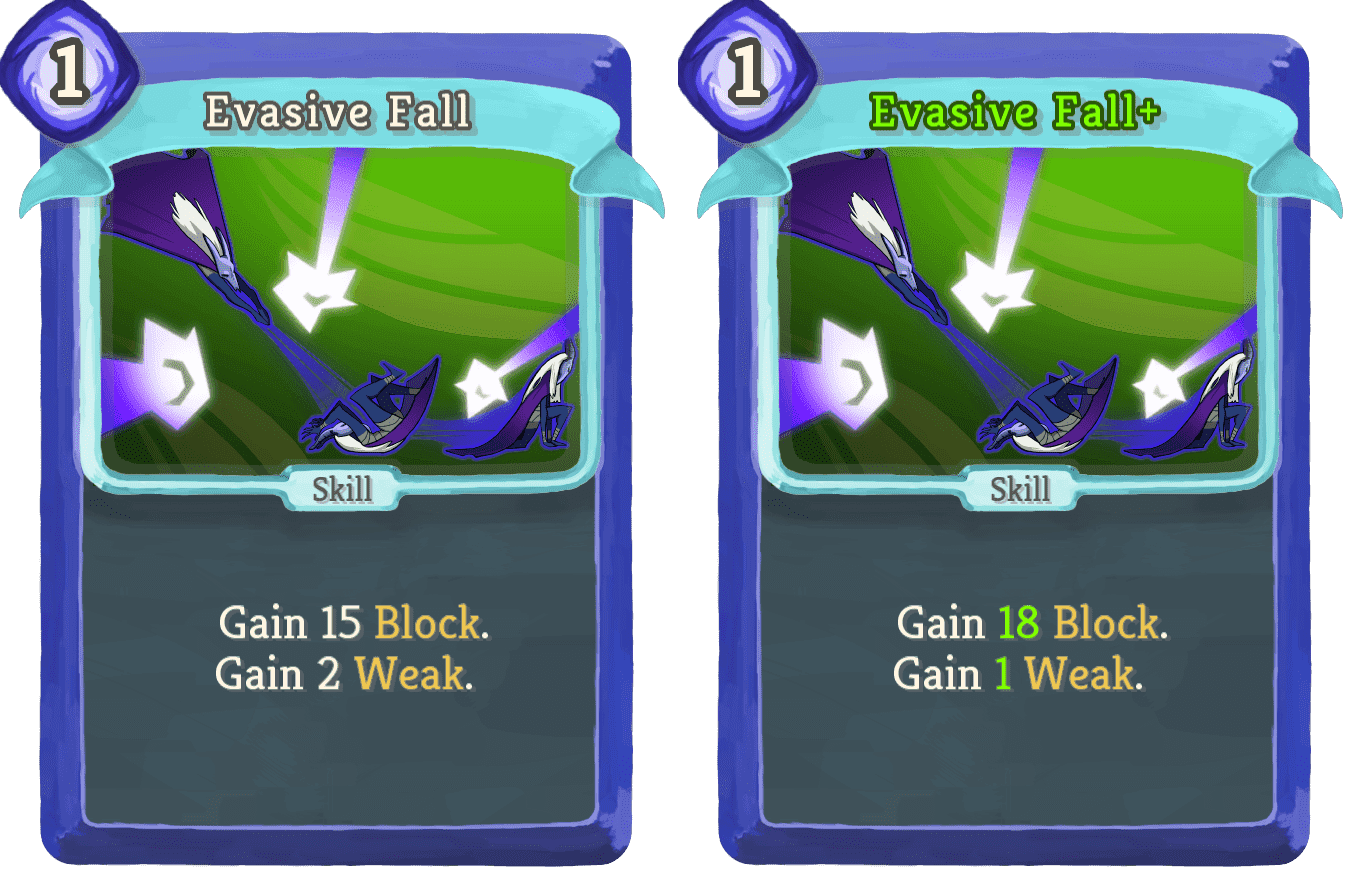 1
Evasive Fall
Skill
Gain 15 Block.
Gain 2 Weak.
1
Evasive Fall+
Skill
Gain 18 Block.
Gain 1 Weak.